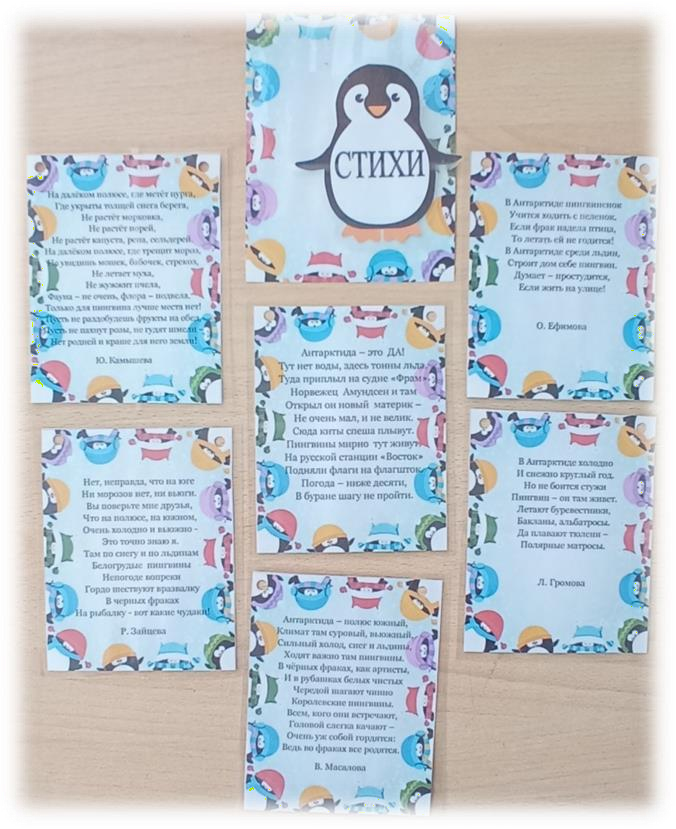 СТИХИ
На далёком полюсе, где метёт пурга,
Где укрыты толщей снега берега,
Не растёт морковка,
Не растёт порей,
Не растёт капуста, репа, сельдерей.
На далёком полюсе, где трещит мороз,
Не увидишь мошек, бабочек, стрекоз,
Не летает муха,
Не жужжит пчела,
Фауна – не очень, флора – подвела.
Только для пингвина лучше места нет!
Пусть не раздобудешь фрукты на обед,
Пусть не пахнут розы, не гудят шмели –
Нет родней и краше для него земли!
Ю. Камышева
В Антарктиде пингвиненок
Учится ходить с пеленок,
Если фрак надела птица,
То летать ей не годится!
В Антарктиде среди льдин,
Строит дом себе пингвин,
Думает – простудится,
Если жить на улице!
О. Ефимова
Антарктида – это ДА!
Тут нет воды, здесь тонны льда.
Туда приплыл на судне «Фрам»
Норвежец Амундсен и там
Открыл он новый материк –
Не очень мал, и не велик.
Сюда киты спеша плывут.
Пингвины мирно тут живут.
На русской станции «Восток»
Подняли флаги на флагшток.
Погода – ниже десяти,
В буране шагу не пройти.
Нет, неправда, что на юге
Ни морозов нет, ни вьюги.
Вы поверьте мне друзья,
Что на полюсе, на южном,
Очень холодно и вьюжно -
Это точно знаю я.
Там по снегу и по льдинам
Белогрудые пингвины
Непогоде вопреки
Гордо шествуют вразвалку
В черных фраках
На рыбалку - вот какие чудаки!
Р. Зайцева
В Антарктиде холодно
И снежно круглый год.
Но не боится стужи
Пингвин – он там живет.
Летают буревестники,
Бакланы, альбатросы.
Да плавают тюлени –
Полярные матросы.
Л. Громова
Антарктида – полюс южный,
Климат там суровый, вьюжный,
Сильный холод, снег и льдины,
Ходят важно там пингвины.
В чёрных фраках, как артисты,
И в рубашках белых чистых
Чередой шагают чинно
Королевские пингвины.
Всем, кого они встречают,
Головой слегка качают –
Очень уж собой гордятся:
Ведь во фраках все родятся.
В. Масалова